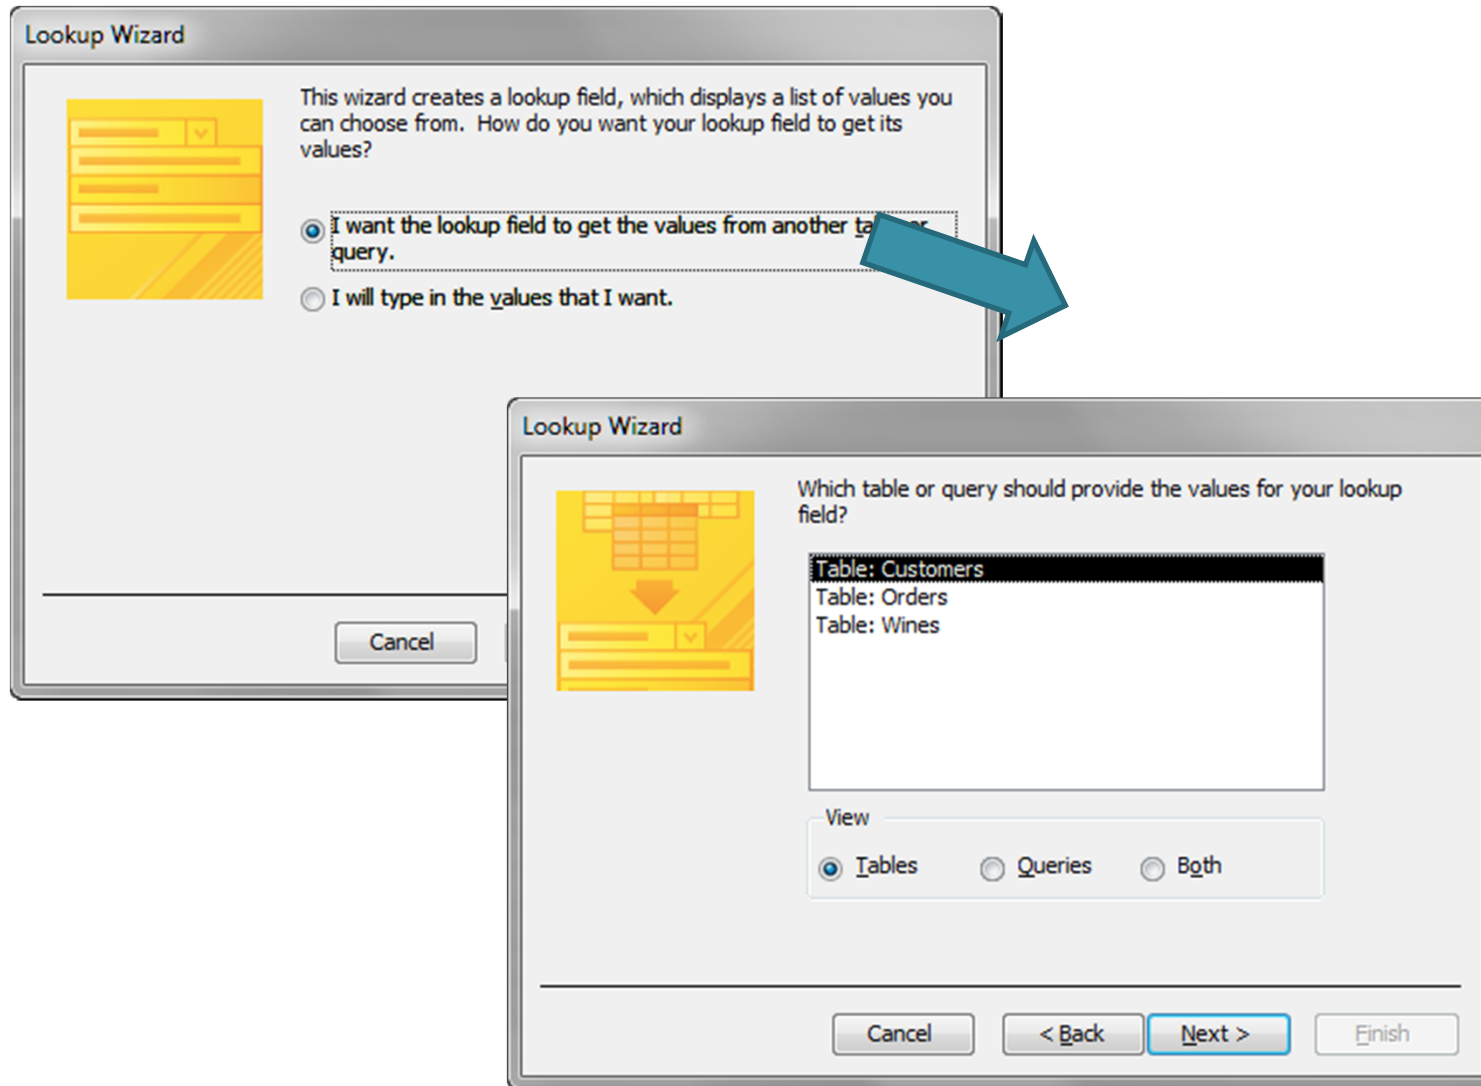 Lookup Wizard
This wizard creates a lookup field, which displays a list of values you
can choose from. How do you want your lookup field to get its
values?
I want the lookup field to get the values from another
query.
I will type in the values that I want.
Cancel
Lookup Wizard
Which table or query should provide the values for your lookup
field?
Table: Customers
Table: Orders
Table: Wines
View
Tables Queries Both
Cancel < Back Next > Finish